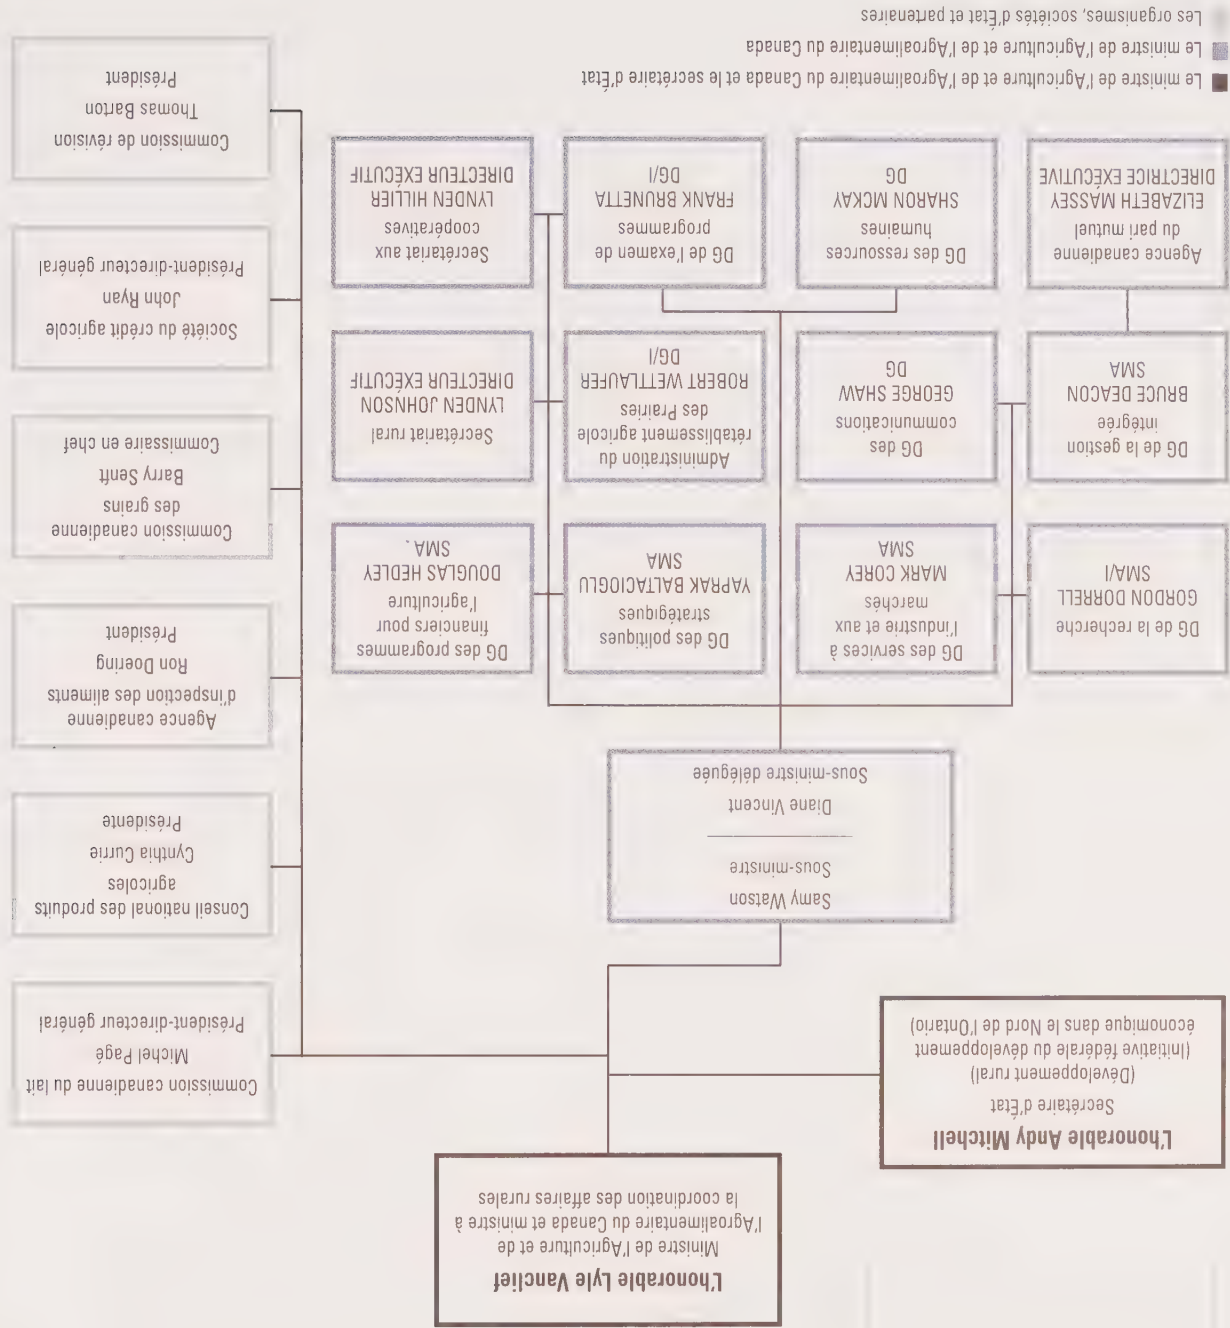 L'honorable Lyle Vanclief
Ministre de l'Agriculture et de
l'Agroalimentaire du Canada et ministre à
la coordination des affaires rurales
L'honorable Andy Mitchell
Secrétaire d'État
(Développement rural)
(Initiative fédérale du développement
économique dans le Nord de l'Ontario)
Samy Watson
Sous-ministre
Diane Vincent
Sous-ministre déléguée
DG de la recherche
GORDON DORRELL
SMA/I
DG des services à
l'industrie et aux
marchés
MARK COREY
SMA
DG des politiques
stratégiques
YAPRAK BALTACIOGLU
SMA
DG des programmes
financiers pour
l'agriculture
DOUGLAS HEDLEY
SMA .
DG de la gestion
intégrée
BRUCE DEACON
SMA
DG des
communications
GEORGE SHAW
DG
Administration du
rétablissement agricole
des Prairies
ROBERT WETTLAUFER
DG/I
Secrétariat rural
LYNDEN JOHNSON
DIRECTEUR EXÉCUTIF
Agence canadienne
du pari mutuel
ELIZABETH MASSEY
DIRECTRICE EXÉCUTIVE
DG des ressources
humaines
SHARON MCKAY
DG
DG de l'examen de
programmes
FRANK BRUNETTA
DG/I
Secrétariat aux
coopératives
LYNDEN HILLIER
DIRECTEUR EXÉCUTIF
Commission canadienne du lait
Michel Pagé
Président-directeur général
Conseil national des produits
agricoles
Cynthia Currie
Présidente
Agence canadienne
d'inspection des aliments
Ron Doering
Président
Commission canadienne
des grains
Barry Senft
Commissaire en chef
Société du crédit agricole
John Ryan
Président-directeur général
Commission de révision
Thomas Barton
Président
Le ministre de l'Agriculture et de l'Agroalimentaire du Canada et le secrétaire d'État
Le ministre de l'Agriculture et de l'Agroalimentaire du Canada
Les organismes, sociétés d'État et partenaires